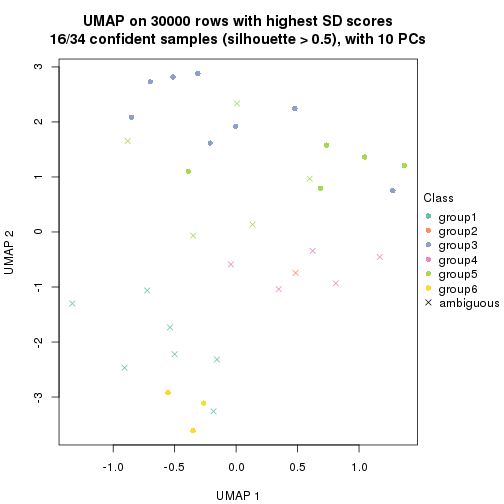 UMAP on 30000 rows with highest SD scores
16/34 confident samples (silhouette > 0.5), with 10 PCs
3
2
1
0
-1
-2
-3
UMAP 2
-1.0 -0.5 0.0 0.5 1.0
UMAP 1
Class
group1
group2
group3
group4
group5
group6
ambiguous